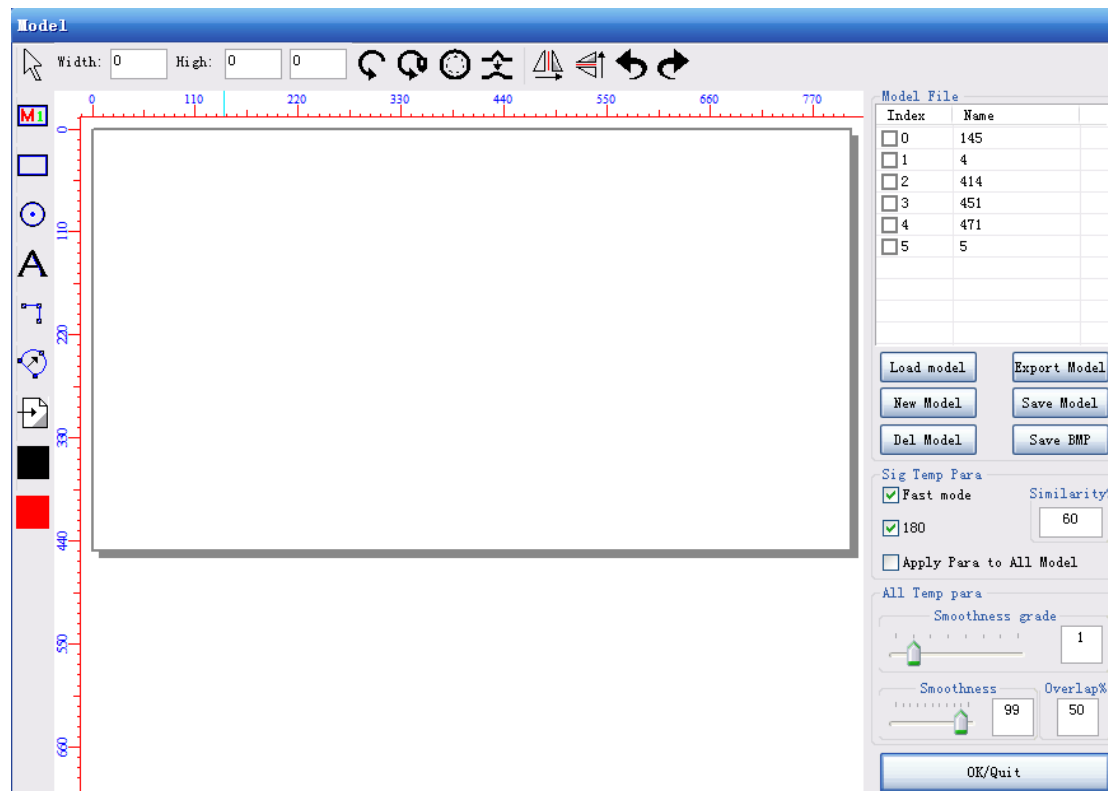 Model
Width: 0 High: 0 0
0 110 220 330 440 550 660 770
0
110
220
330
440
550
660
M1
A
Model File
Index Name
0 145
1 4
2 414
3 451
4 471
5 5
Load model Export Model
New Model Save Model
Del Model Save BMP
Sig Temp Para
Fast mode Similarity%
180 60
Apply Para to All Model
All Temp para
Smoothness grade
1
Smoothness Overlap%
99 50
OK/Quit